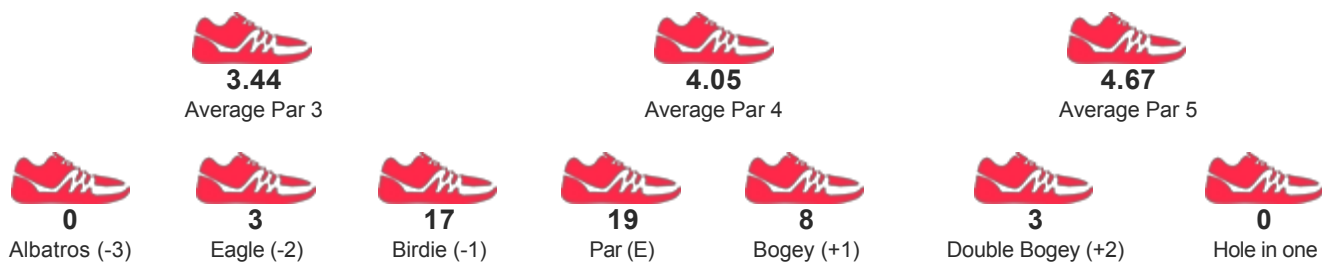 3.44 4.05 4.67
Average Par 3 Average Par 4 Average Par 5
0 3 17 19 8 3 0
Albatros (-3) Eagle (-2) Birdie (-1) Par (E) Bogey (+1) Double Bogey (+2) Hole in one